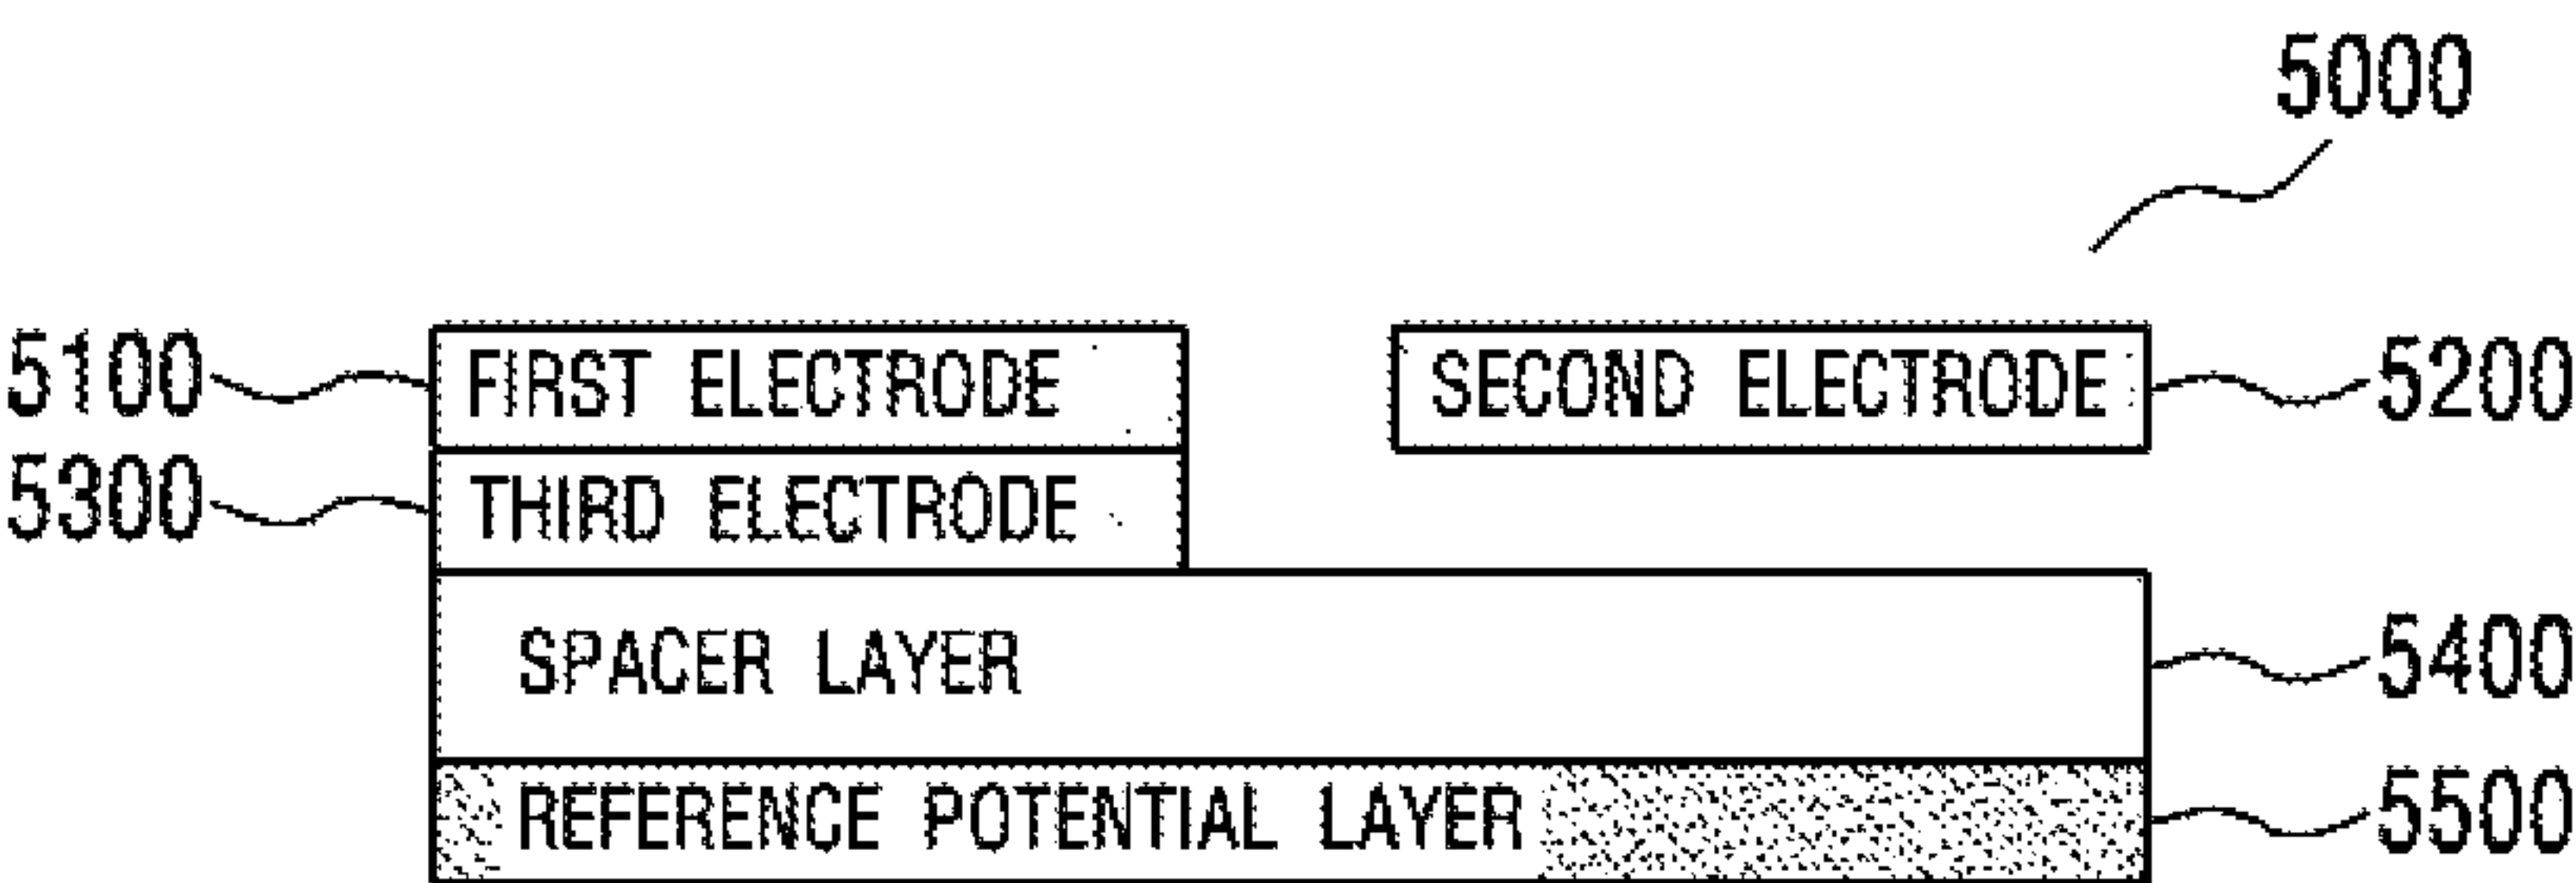 5000
5100 FIRST ELECTRODE SECOND ELECTRODE 5200
5300 THIRD ELECTRODE
SPACER LAYER 5400
REFERENCE POTENTIAL LAYER 5500